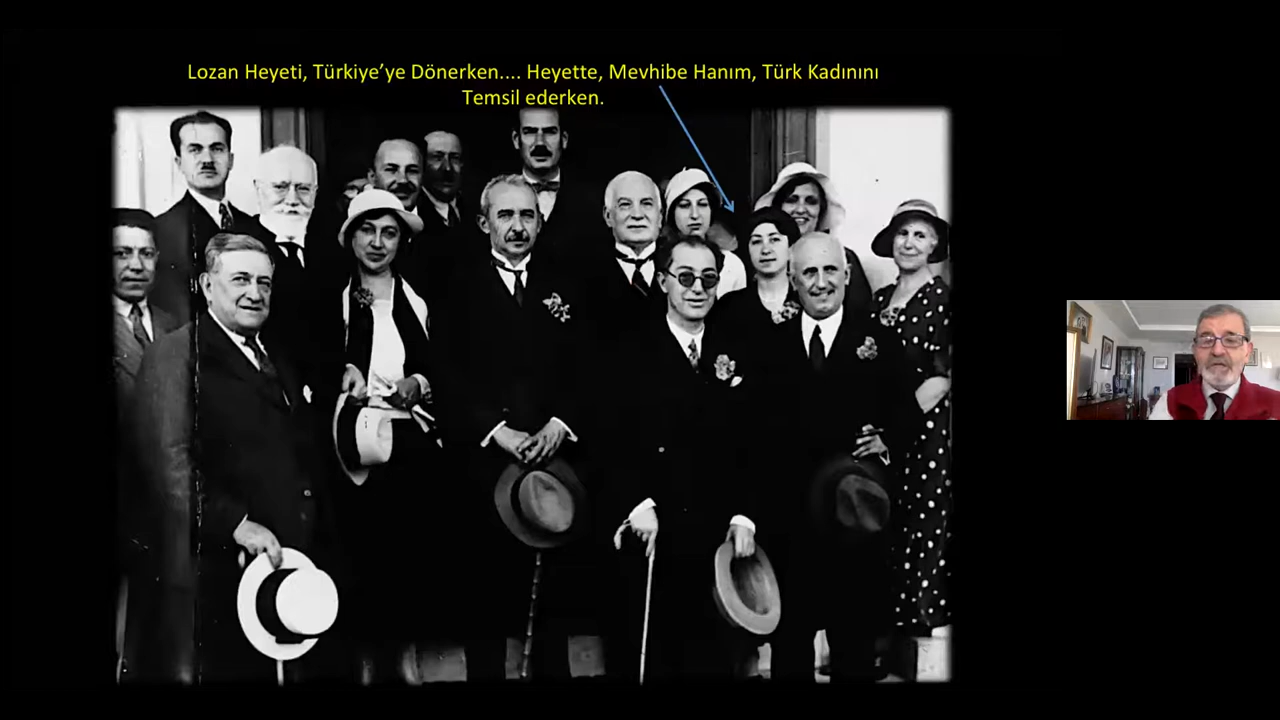 Lozan Heyeti, Türkiye’ye Dönerken.... Heyette, Mevhibe Hanım, Türk Kadınını
Temsil ederken.